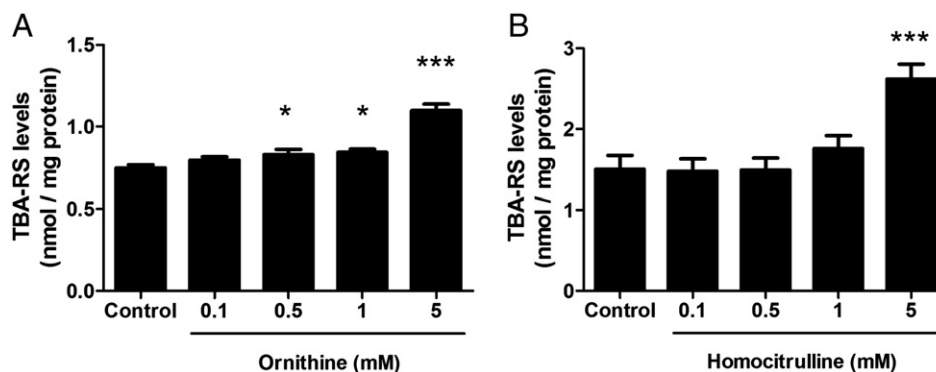 A
TBA-RS levels
(nmol / mg protein)
1.5
1.0
0.5
0.0
* * ***
Control 0.1 0.5 1 5
Ornithine (mM)
B
TBA-RS levels
(nmol / mg protein)
3
2
1
0
***
Control 0.1 0.5 1 5
Homocitrulline (mM)